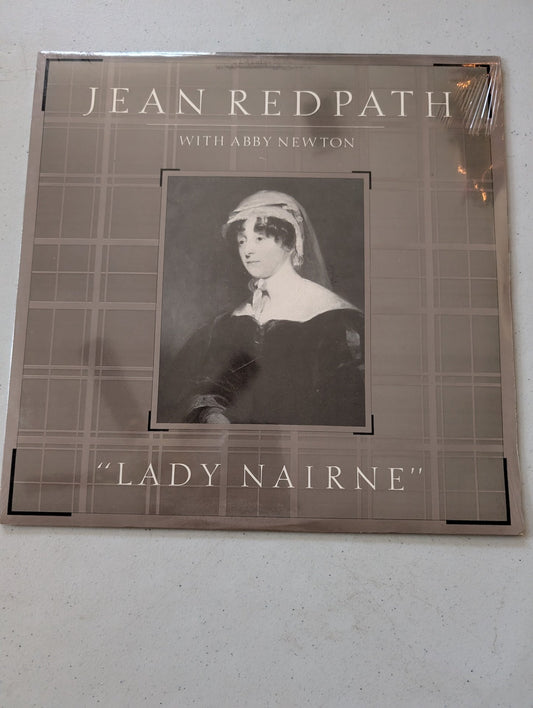 JEAN REDPATH
WITH ABBY NEWTON
"LADY NAIRNE"